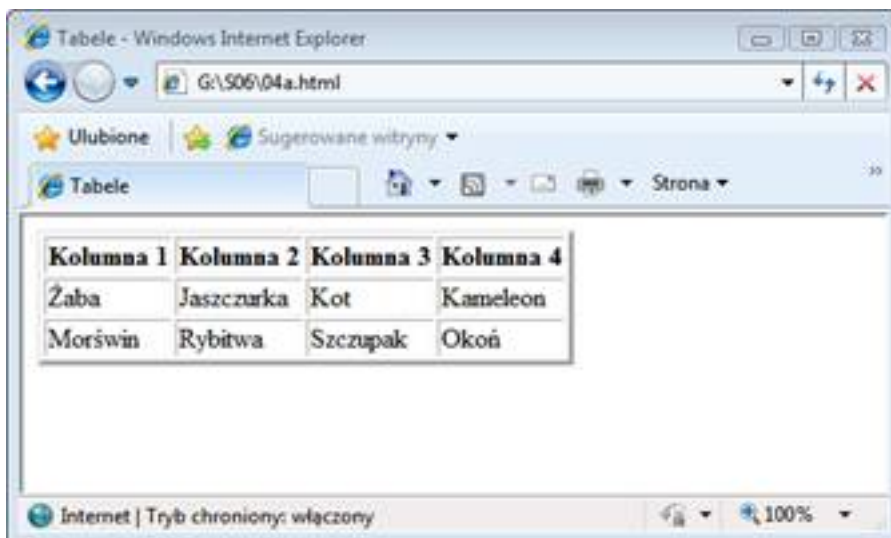 Tabele - Windows Internet Explorer
G:\S06\04a.html
Ulubione Sugerowane witryny
Tabele Strona »
Kolumna 1 Kolumna 2 Kolumna 3 Kolumna 4
Żaba Jaszczurka Kot Kameleon
Morświn Rybitwa Szczupak Okoń
Internet | Tryb chroniony: włączony 100%